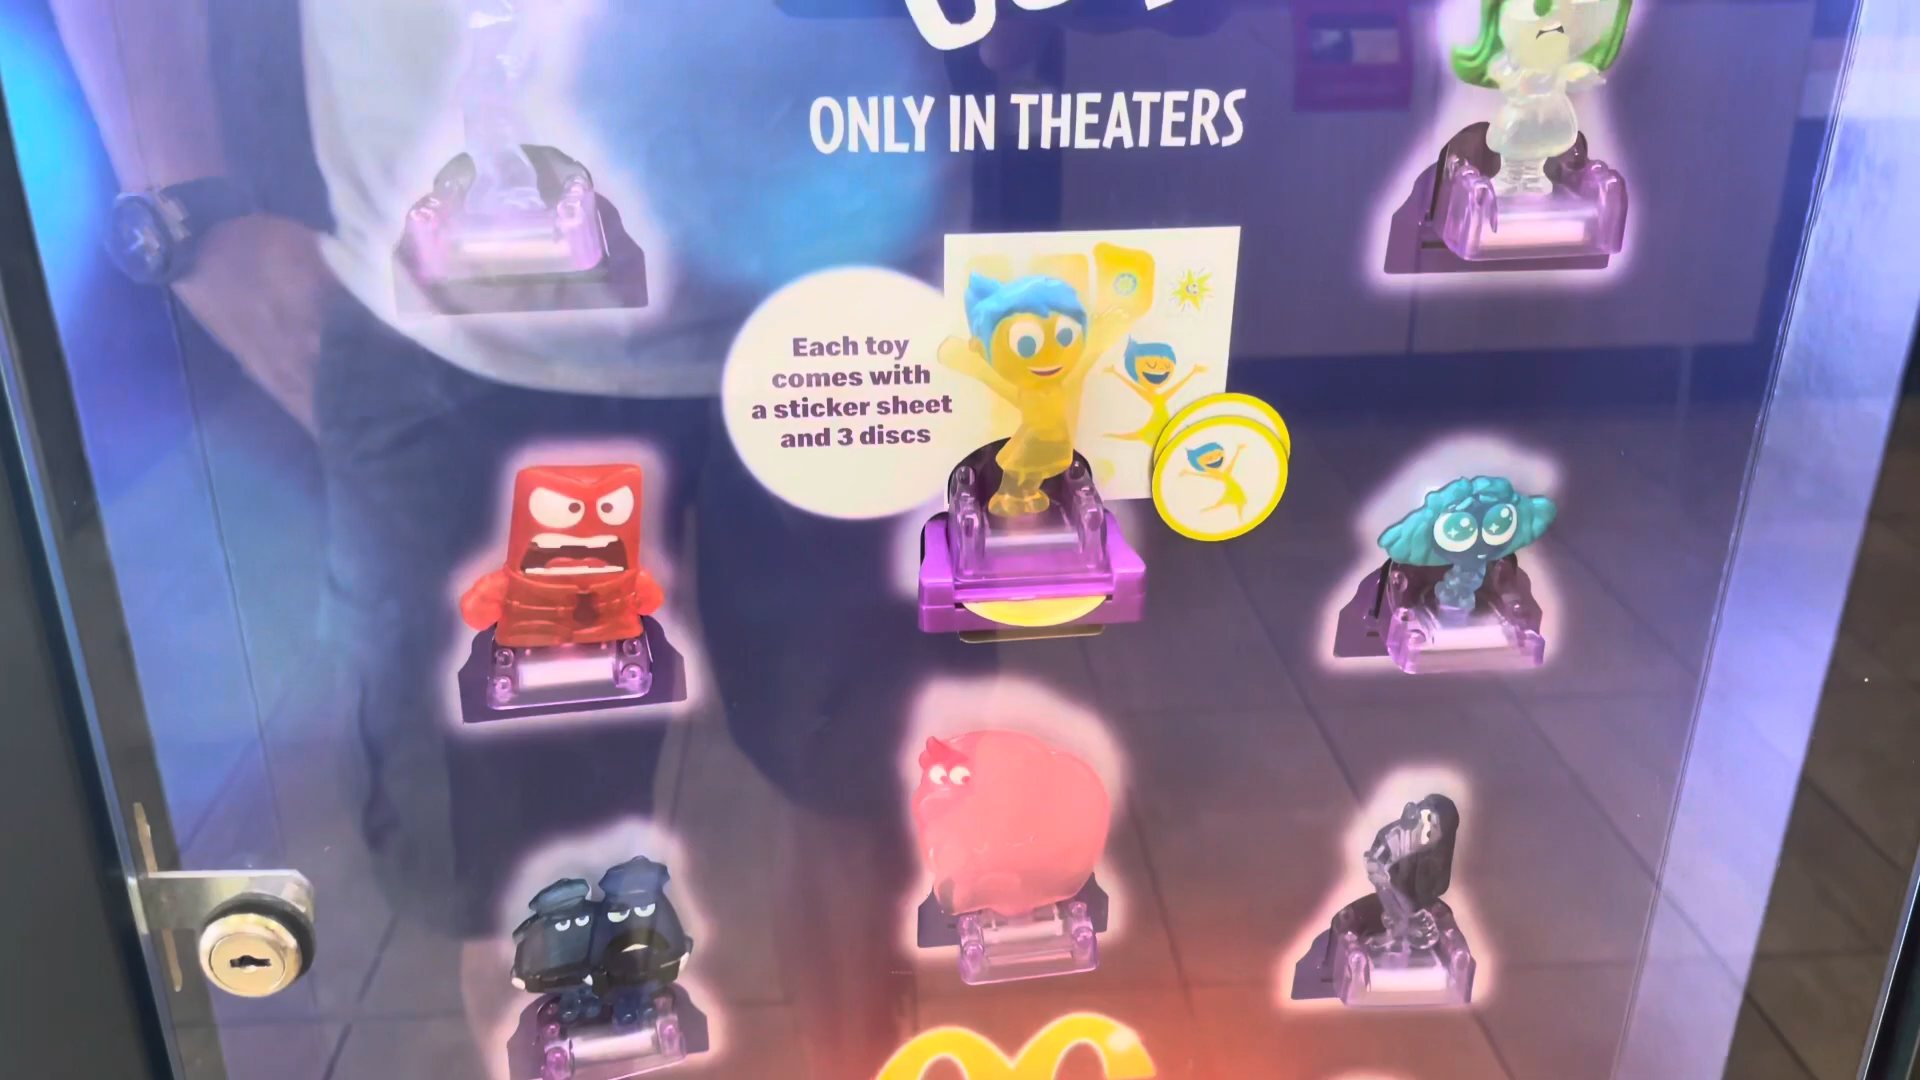 ONLY IN THEATERS
Each toy
comes with
a sticker sheet
and 3 discs